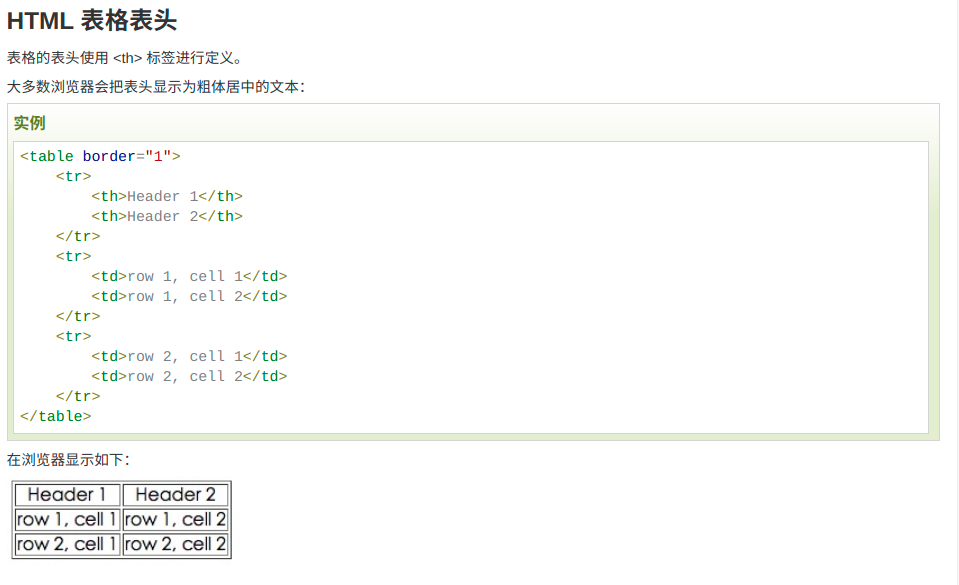 HTML 表格表头
表格的表头使用 <th> 标签进行定义。
大多数浏览器会把表头显示为粗体居中的文本：
实例
<table border="1">
    <tr>
        <th>Header 1</th>
        <th>Header 2</th>
    </tr>
    <tr>
        <td>row 1, cell 1</td>
        <td>row 1, cell 2</td>
    </tr>
    <tr>
        <td>row 2, cell 1</td>
        <td>row 2, cell 2</td>
    </tr>
</table>
在浏览器显示如下：
Header 1 Header 2
row 1, cell 1 row 1, cell 2
row 2, cell 1 row 2, cell 2